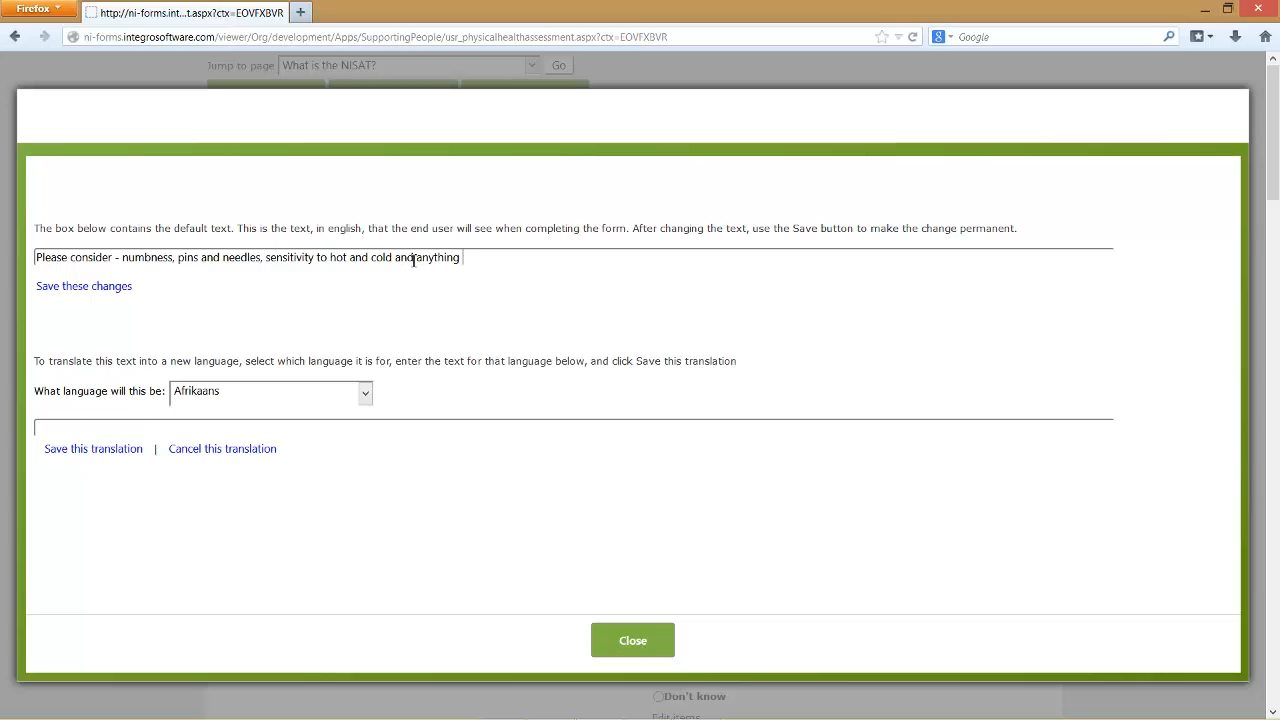 Firefox
http://ni-forms.int...t.aspx?ctx=EOVFXBVR
ni-forms.integrosoftware.com/viewer/Org/development/Apps/SupportingPeople/usr_physicalhealthassessment.aspx?ctx=EOVFXBVR
Google
Jump to page What is the NISAT? Go
The box below contains the default text. This is the text, in english, that the end user will see when completing the form. After changing the text, use the Save button to make the change permanent.
Please consider - numbness, pins and needles, sensitivity to hot and cold and anything
Save these changes
To translate this text into a new language, select which language it is for, enter the text for that language below, and click Save this translation
What language will this be: Afrikaans
Save this translation | Cancel this translation
Close
Don't know
Edit items